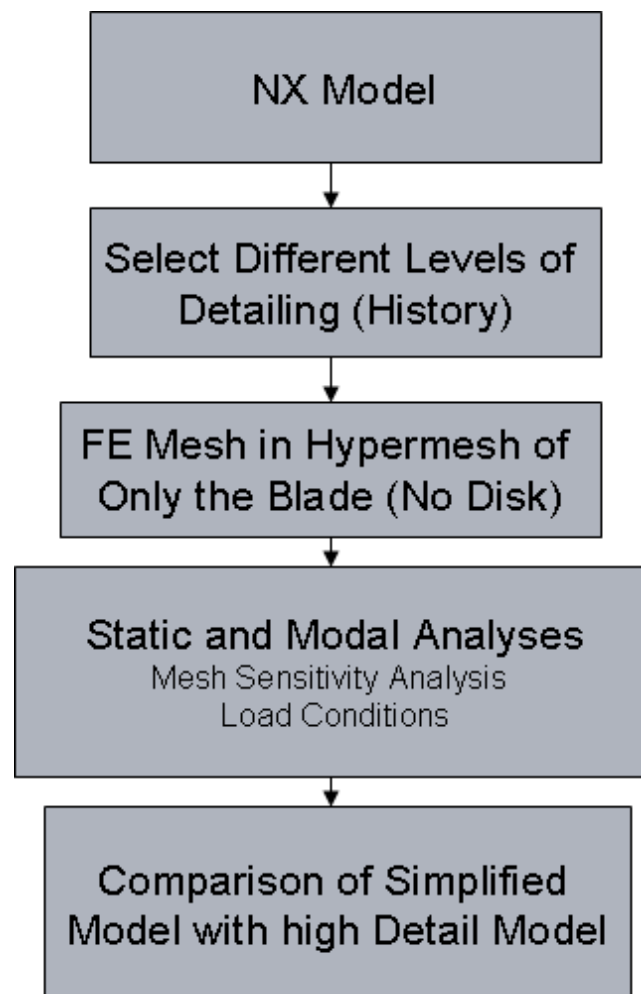 NX Model
Select Different Levels of
Detailing (History)
FE Mesh in Hypermesh of
Only the Blade (No Disk)
Static and Modal Analyses
Mesh Sensitivity Analysis
Load Conditions
Comparison of Simplified
Model with high Detail Model